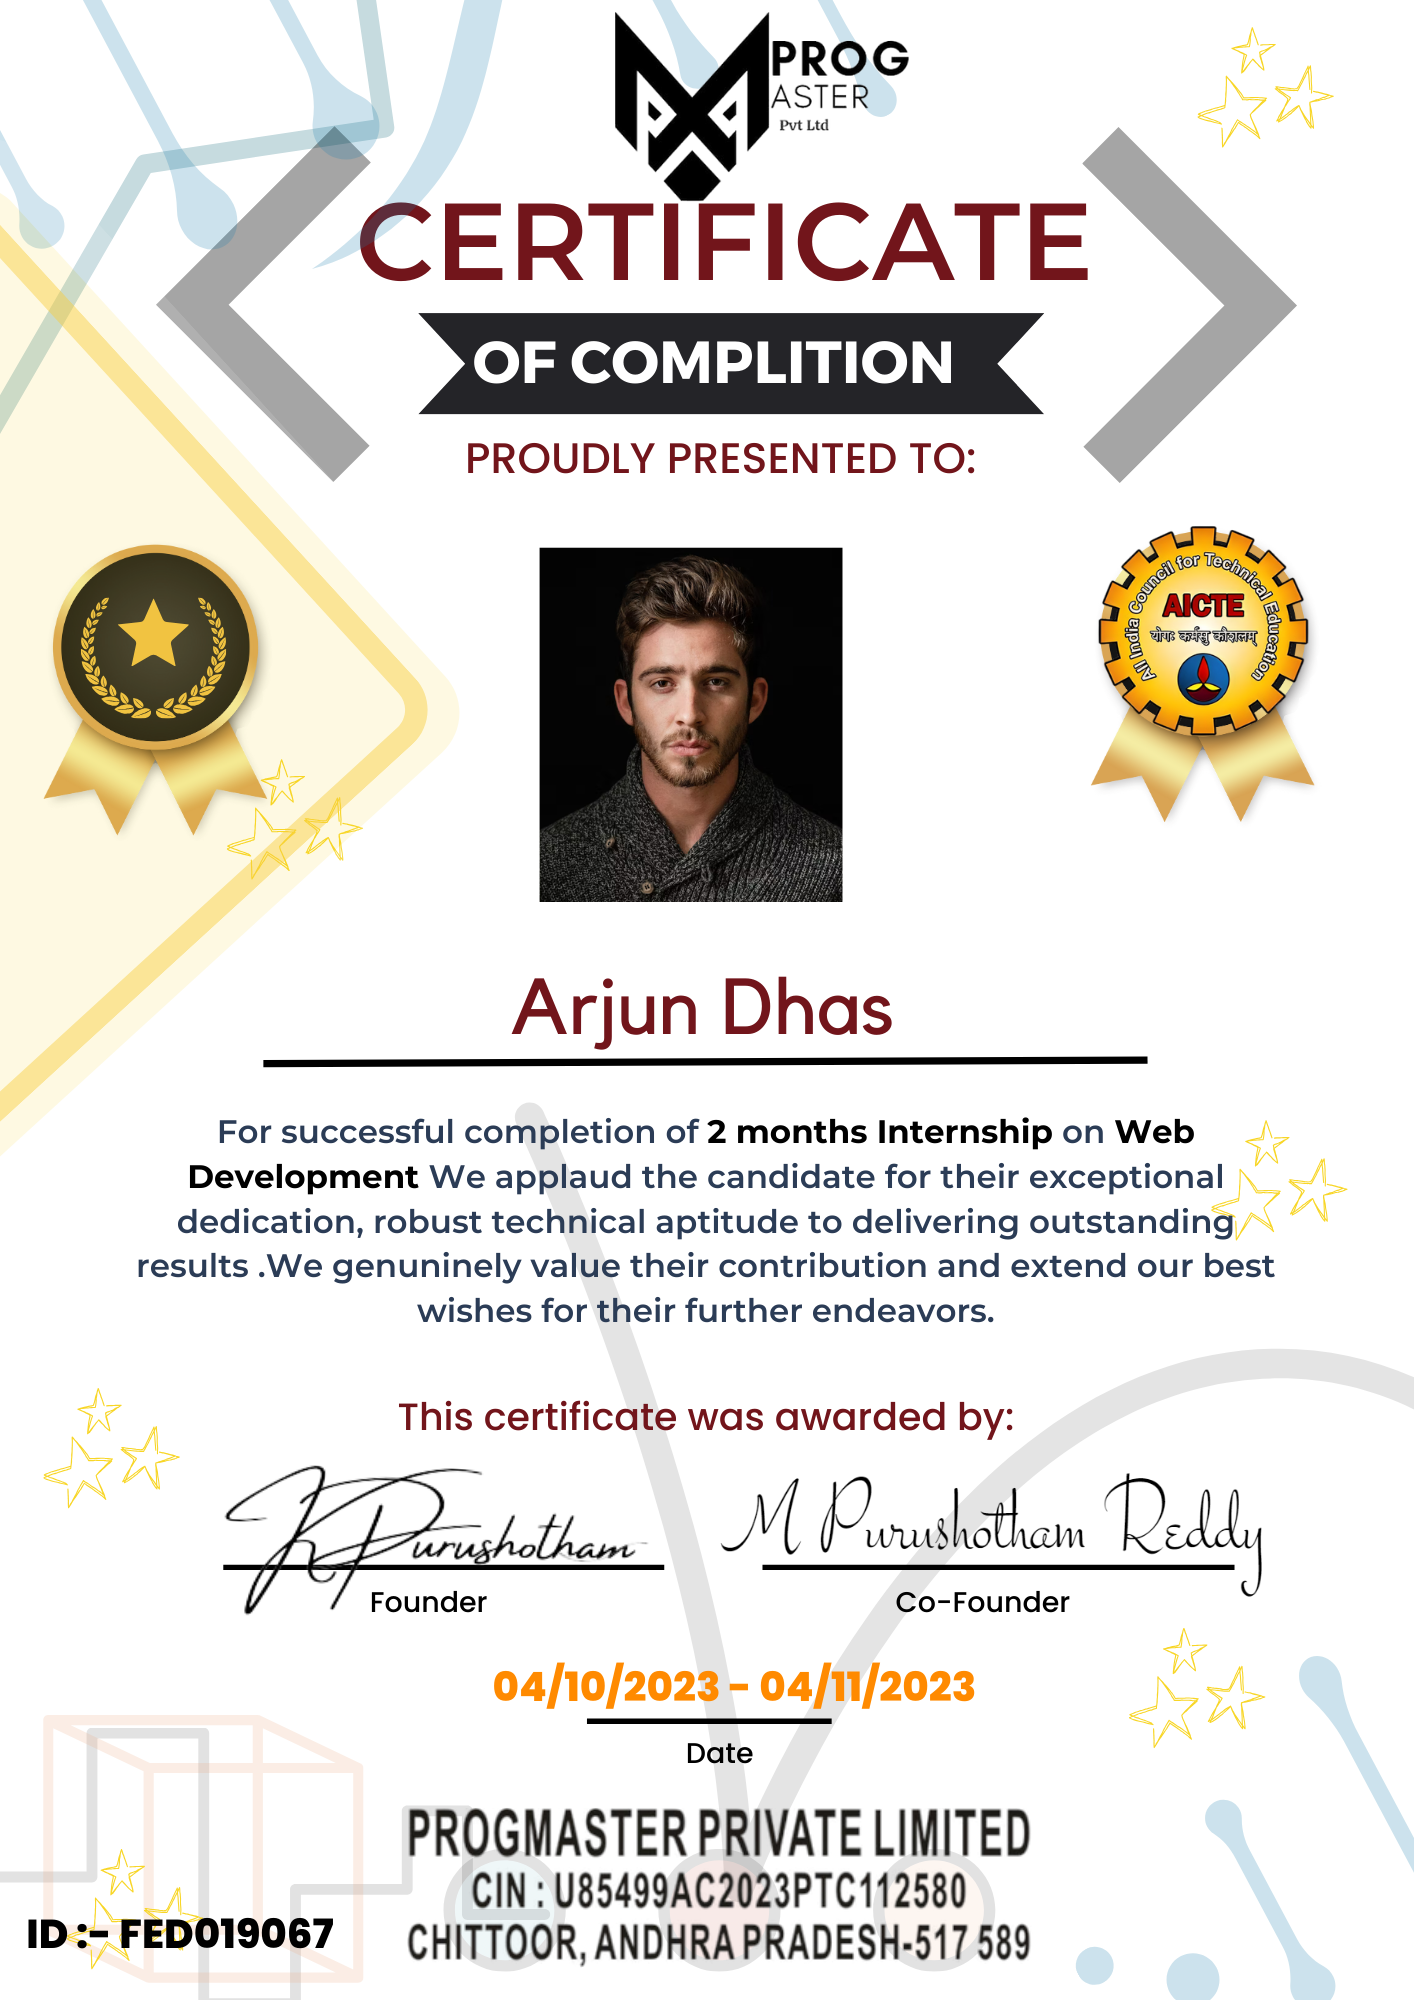 PROG
ASTER
Pvt Ltd
CERTIFICATE
OF COMPLITION
PROUDLY PRESENTED TO:
All India Council for Technical Education
AICTE
योगः कर्मसु कौशलम्
Arjun Dhas
For successful completion of 2 months Internship on Web
Development We applaud the candidate for their exceptional
dedication, robust technical aptitude to delivering outstanding
results .We genuninely value their contribution and extend our best
wishes for their further endeavors.
This certificate was awarded by:
K Purushotham
M Purushotham Reddy
Founder
Co-Founder
04/10/2023 - 04/11/2023
Date
PROGMASTER PRIVATE LIMITED
CIN : U85499AC2023PTC112580
CHITTOOR, ANDHRA PRADESH-517 589
ID :- FED019067